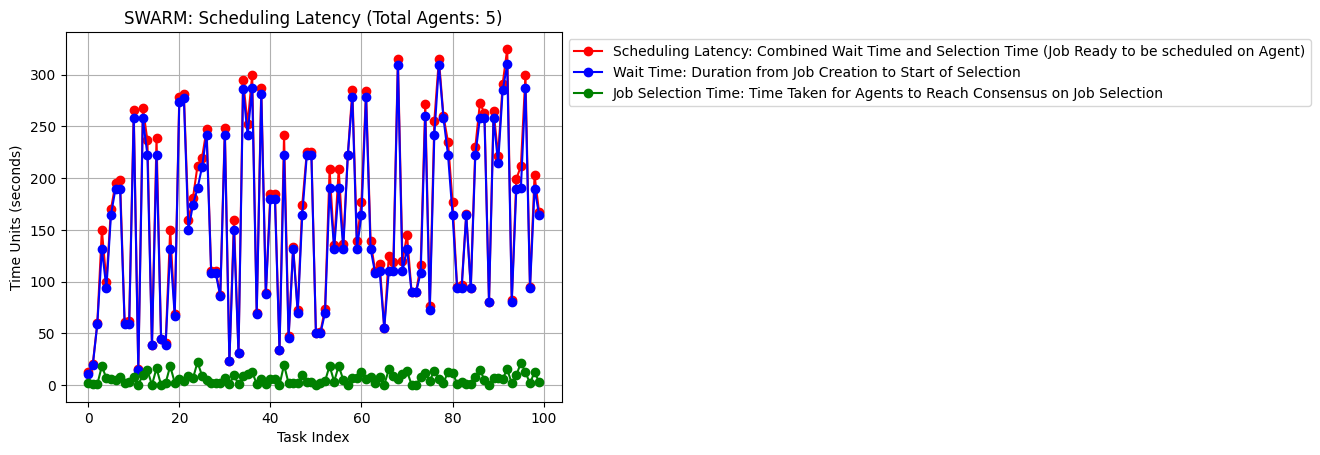 SWARM: Scheduling Latency (Total Agents: 5)
Scheduling Latency: Combined Wait Time and Selection Time (Job Ready to be scheduled on Agent)
Wait Time: Duration from Job Creation to Start of Selection
Job Selection Time: Time Taken for Agents to Reach Consensus on Job Selection
Time Units (seconds)
300
250
200
150
100
50
0
0 20 40 60 80 100
Task Index